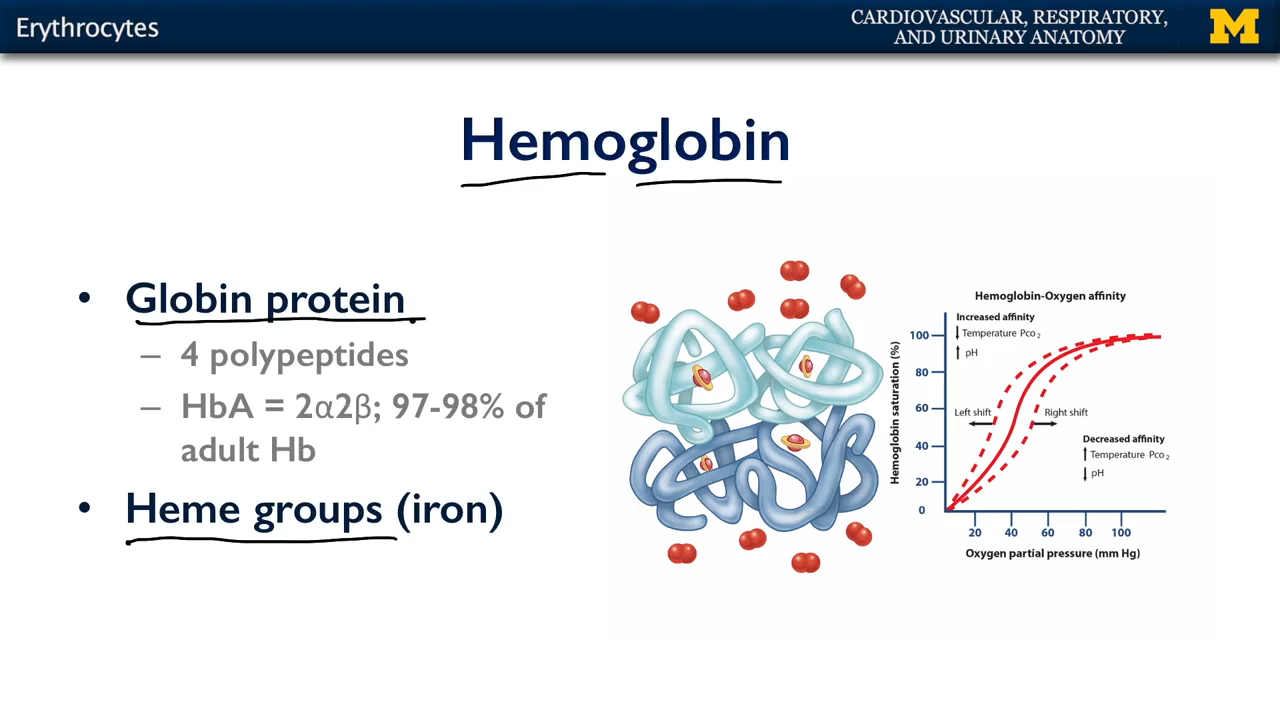 Erythrocytes
CARDIOVASCULAR, RESPIRATORY,
AND URINARY ANATOMY
M
Hemoglobin
• Globin protein
– 4 polypeptides
– HbA = 2α2β; 97-98% of
adult Hb
• Heme groups (iron)
Hemoglobin-Oxygen affinity
Increased affinity
↓ Temperature Pco2
↑ pH
Hemoglobin saturation (%)
100
80
60
40
20
0
Left shift
Right shift
Decreased affinity
↑ Temperature Pco2
↓ pH
20 40 60 80 100
Oxygen partial pressure (mm Hg)